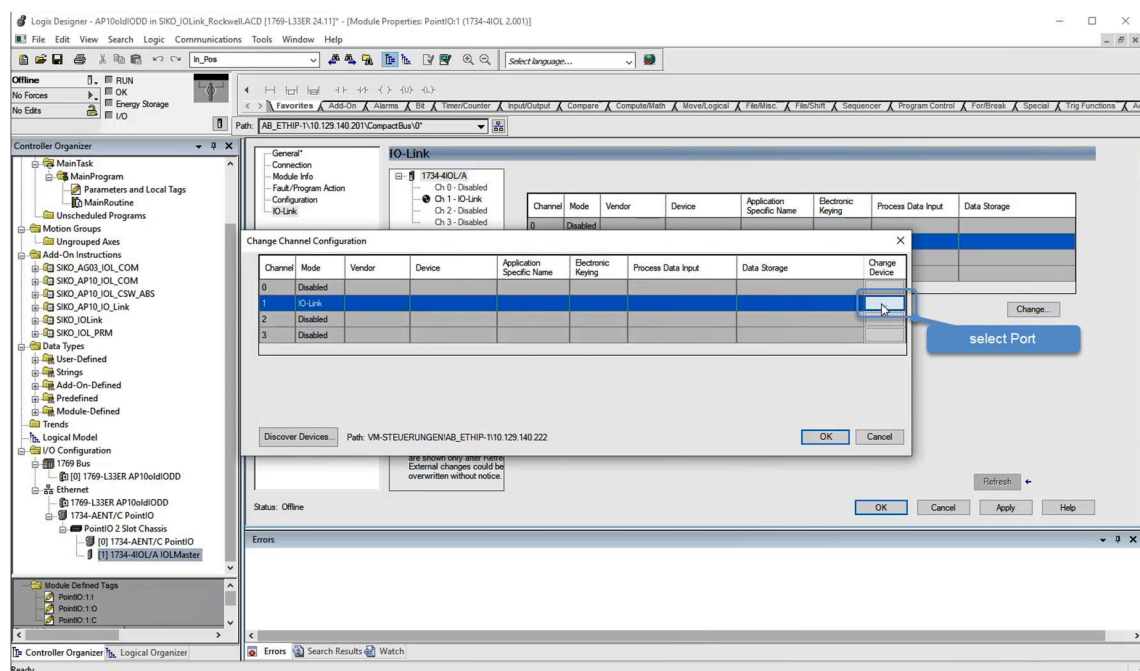 Logix Designer - AP10oldIODD in SIKO_IOLink_Rockwell.ACD [1769-L33ER 24.11]* - [Module Properties: PointIO:1 (1734-4IOL 2.001)]
File Edit View Search Logic Communications Tools Window Help
In_Pos
Select language...
Offline
RUN
No Forces
OK
Energy Storage
No Edits
I/O
Favorites Add-On Alarms Bit Timer/Counter Input/Output Compare Compute/Math Move/Logical File/Misc. File/Shift Sequencer Program Control For/Break Special Trig Functions
Path: AB_ETHIP-1\10.129.140.201\CompactBus\0*
Controller Organizer
MainTask
MainProgram
Parameters and Local Tags
MainRoutine
Unscheduled Programs
Motion Groups
Ungrouped Axes
Add-On Instructions
SIKO_AG03_IOL_COM
SIKO_AP10_IOL_COM
SIKO_AP10_IOL_CSW_ABS
SIKO_AP10_IO_Link
SIKO_IOLink
SIKO_IOL_PRM
Data Types
User-Defined
Strings
Add-On-Defined
Predefined
Module-Defined
Trends
Logical Model
I/O Configuration
1769 Bus
[0] 1769-L33ER AP10oldIODD
Ethernet
1769-L33ER AP10oldIODD
1734-AENT/C PointIO
PointIO 2 Slot Chassis
[0] 1734-AENT/C PointIO
[1] 1734-4IOL/A IOLMaster
Module Defined Tags
PointIO:1:I
PointIO:1:O
PointIO:1:C
Controller Organizer Logical Organizer
Ready
General*
Connection
Module Info
Fault/Program Action
Configuration
IO-Link
IO-Link
1734-4IOL/A
Ch 0 - Disabled
Ch 1 - IO-Link
Ch 2 - Disabled
Ch 3 - Disabled
Channel Mode Vendor Device Application Specific Name Electronic Keying Process Data Input Data Storage
0 Disabled
Change...
Change Channel Configuration
Channel Mode Vendor Device Application Specific Name Electronic Keying Process Data Input Data Storage Change Device
0 Disabled
1 IO-Link
2 Disabled
3 Disabled
select Port
Discover Devices... Path: VM-STEUERUNGEN!AB_ETHIP-1\10.129.140.222
OK Cancel
are shown only after Refre
External changes could be
overwritten without notice.
Refresh
Status: Offline
OK Cancel Apply Help
Errors
Errors Search Results Watch